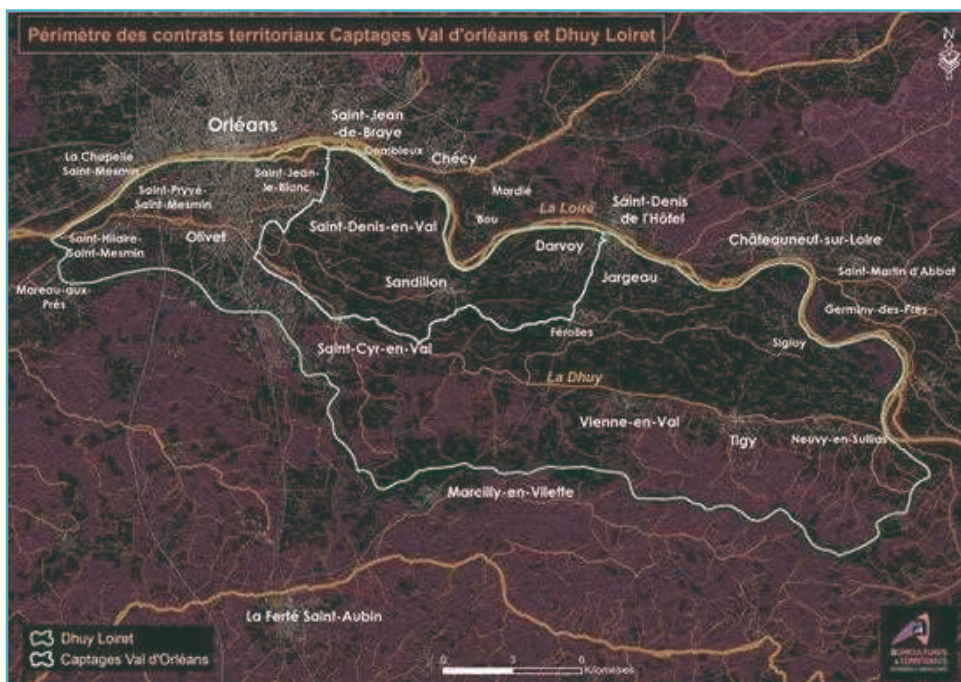 Périmètre des contrats territoriaux Captages Val d'orléans et Dhuy Loiret
N
Orléans
Saint-Jean
-de-Braye
Combleux
Chécy
La Chapelle
Saint-Mesmin
Saint-Jean-
le-Blanc
Mardié
Saint-Pryvé-
Saint-Mesmin
Bou
La Loire
Saint-Denis
de l'Hôtel
Saint-Hilaire-
Saint-Mesmin
Olivet
Saint-Denis-en-Val
Darvoy
Châteauneuf-sur-Loire
Mareau-aux-
Prés
Sandillon
Jargeau
Saint-Martin d'Abbat
Germiny-des-Prés
Férolles
Sigloy
Saint-Cyr-en-Val
La Dhuy
Vienne-en-Val
Tigy
Neuvy-en-Sullias
Marcilly-en-Vilette
La Ferté Saint-Aubin
Dhuy Loiret
Captages Val d'Orléans
0 3 6
Kilomètres
AGRICULTURES
& TERRITOIRES